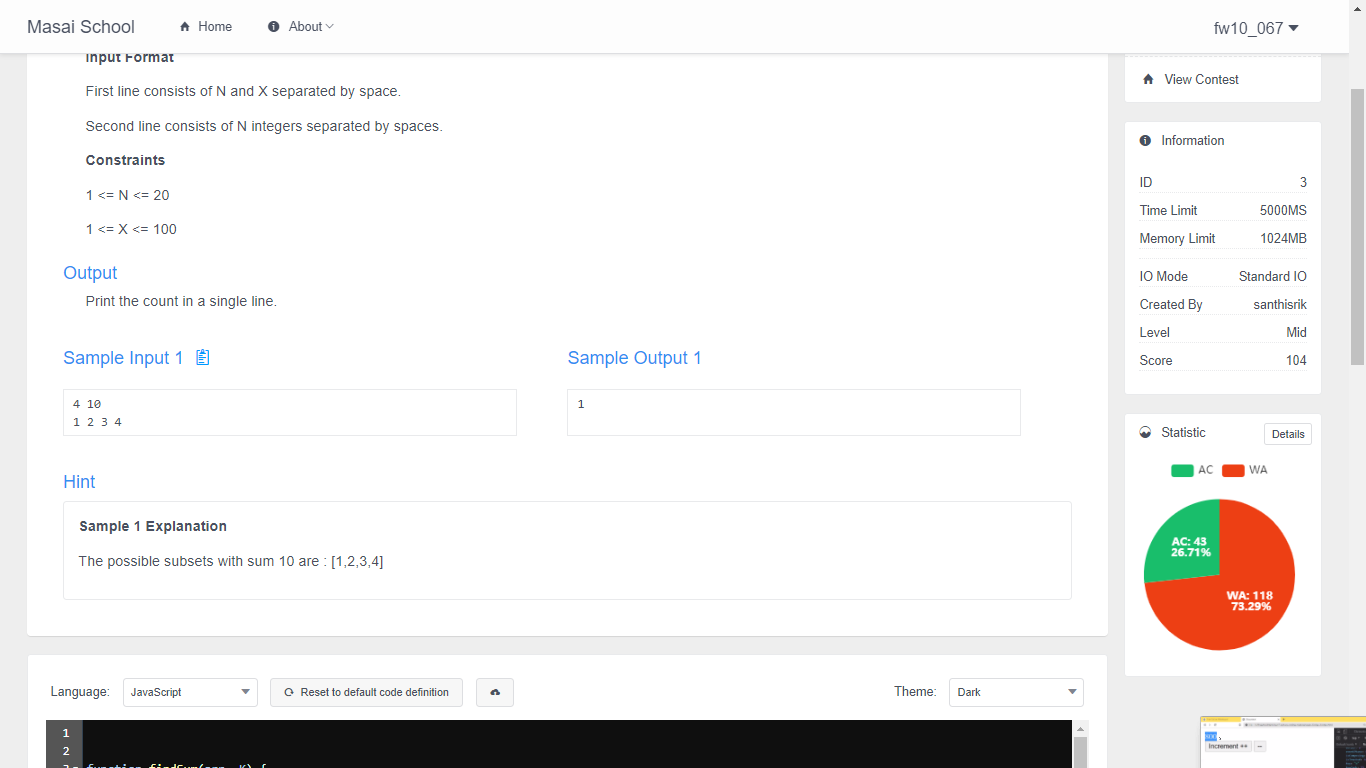 Masai School Home About fw10_067
Input Format
First line consists of N and X separated by space.
Second line consists of N integers separated by spaces.
Constraints
1 <= N <= 20
1 <= X <= 100
Output
Print the count in a single line.
Sample Input 1
4 10
1 2 3 4
Sample Output 1
1
Hint
Sample 1 Explanation
The possible subsets with sum 10 are : [1,2,3,4]
Language: JavaScript Reset to default code definition Theme: Dark
1
2
View Contest
Information
ID 3
Time Limit 5000MS
Memory Limit 1024MB
IO Mode Standard IO
Created By santhisrik
Level Mid
Score 104
Statistic Details
AC WA
AC: 43
26.71%
WA: 118
73.29%
Increment ++